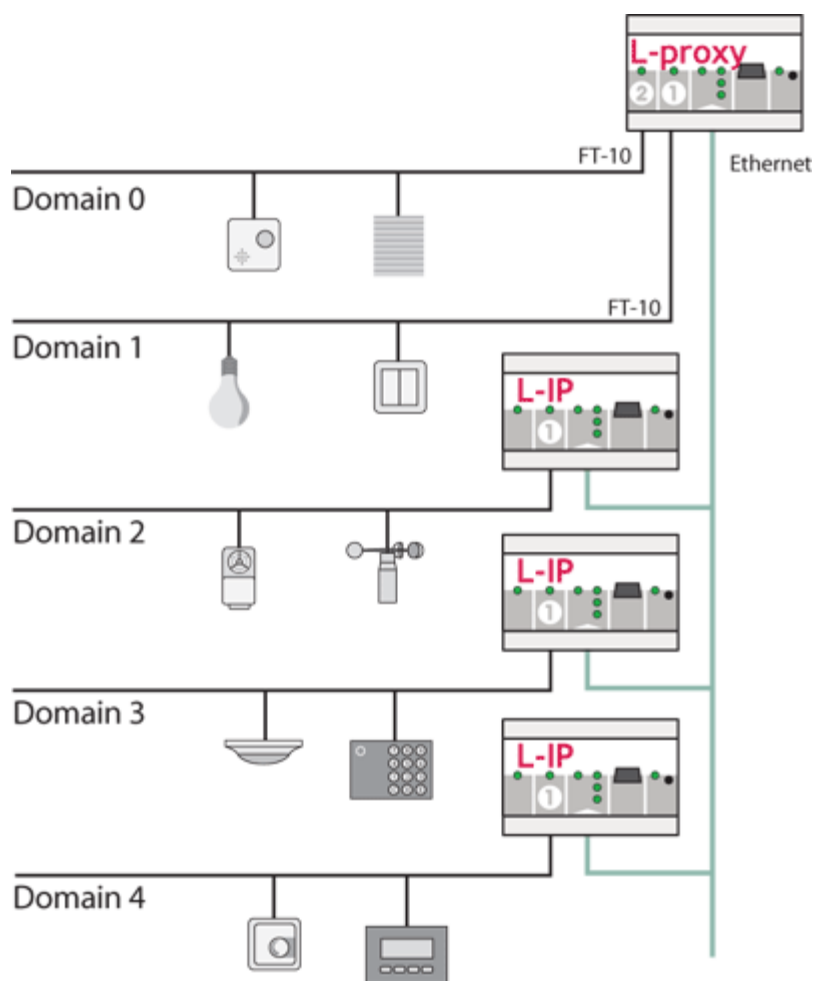 L-proxy
2 1
FT-10
Ethernet
Domain 0
FT-10
Domain 1
L-IP
1
Domain 2
L-IP
1
Domain 3
L-IP
1
Domain 4